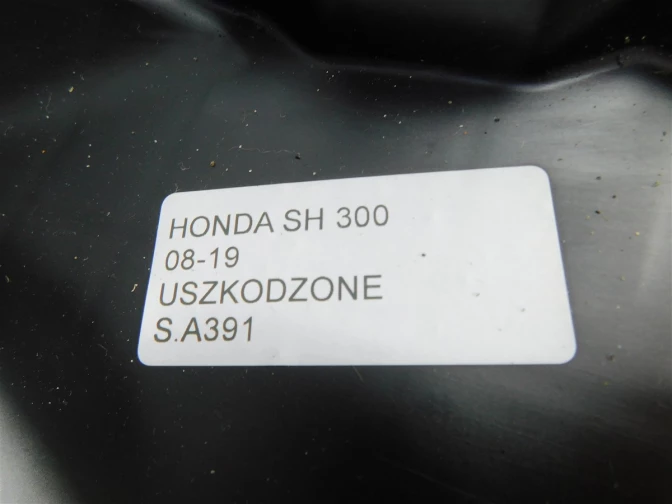 HONDA SH 300
08-19
USZKODZONE
S.A391